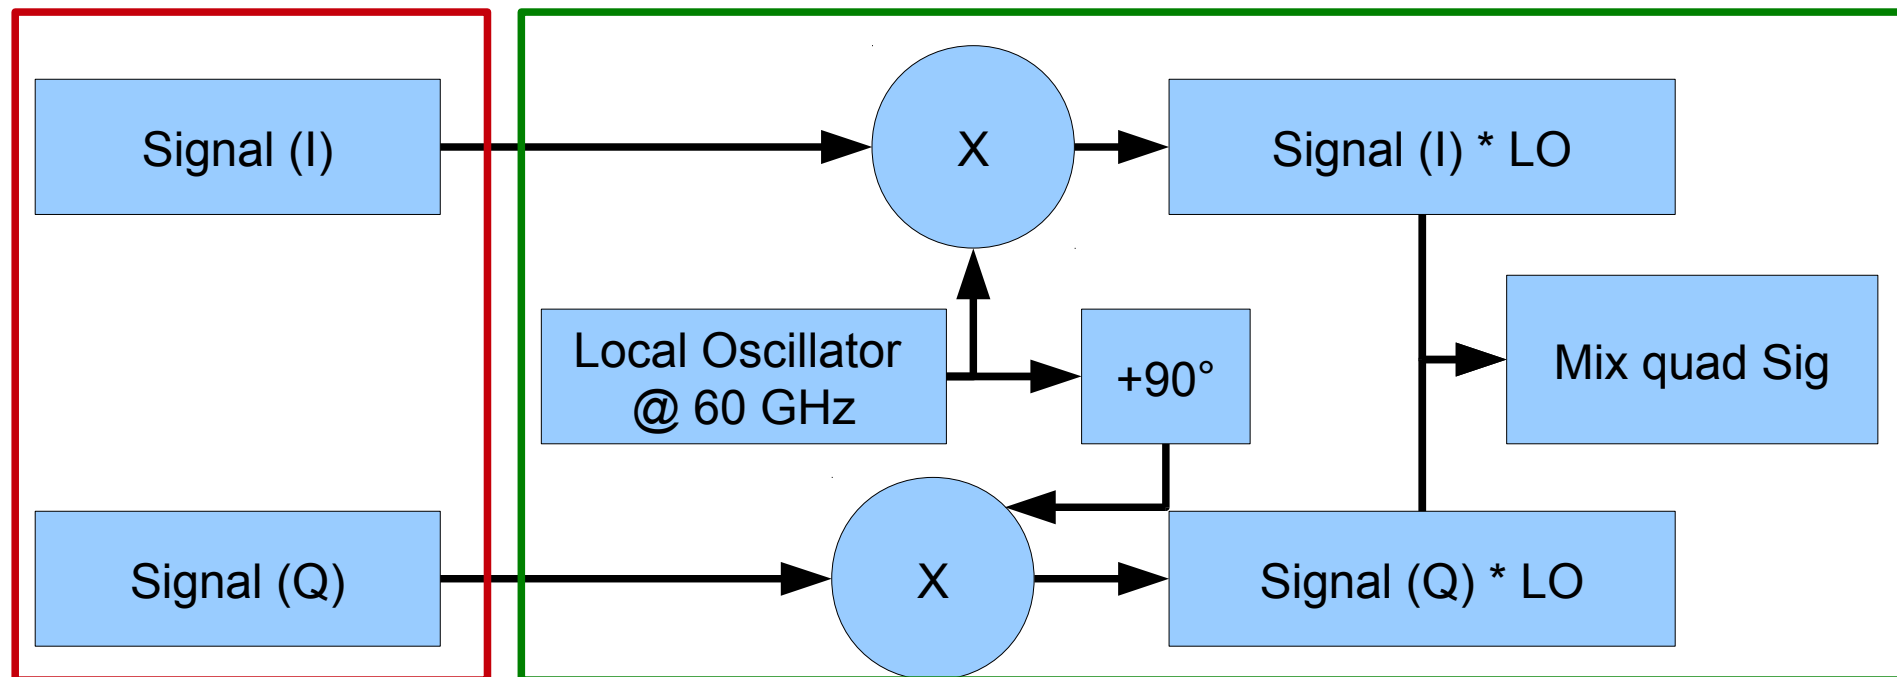 Signal (I)
X
Signal (I) * LO
Local Oscillator
@ 60 GHz
+90°
Mix quad Sig
Signal (Q)
X
Signal (Q) * LO